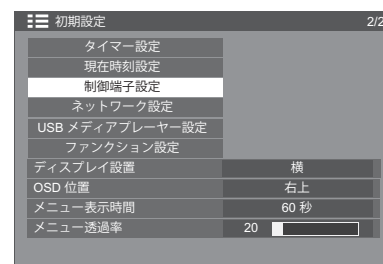 初期設定 2/2
タイマー設定
現在時刻設定
制御端子設定
ネットワーク設定
USB メディアプレーヤー設定
ファンクション設定
ディスプレイ設置 横
OSD 位置 右上
メニュー表示時間 60 秒
メニュー透過率 20